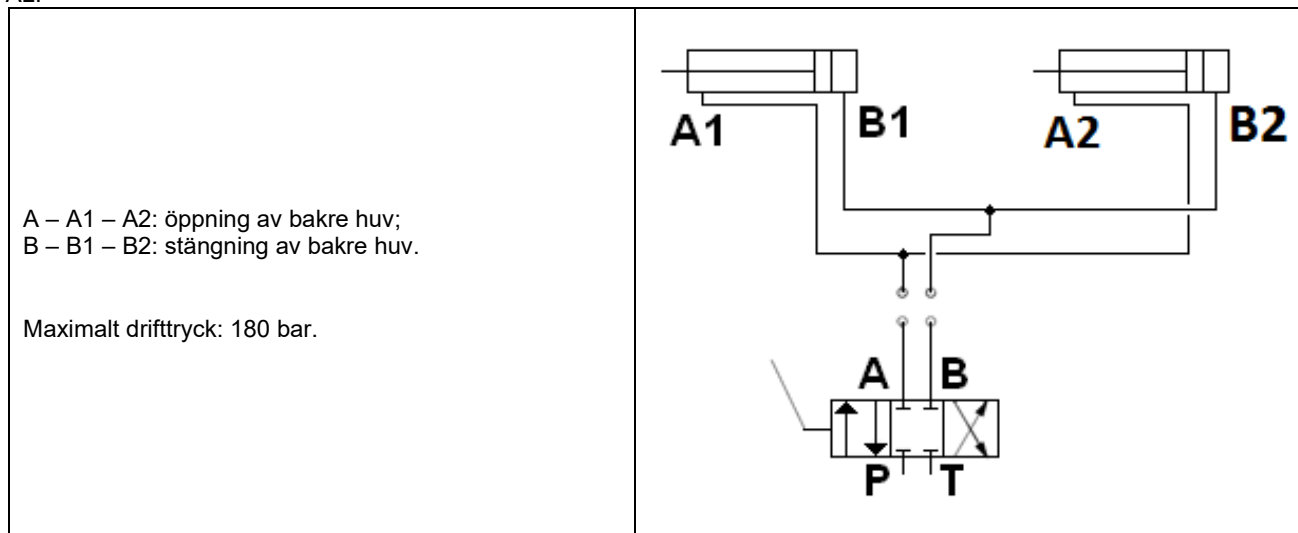 A2.
A – A1 – A2: öppning av bakre huv;
B – B1 – B2: stängning av bakre huv.
Maximalt drifttryck: 180 bar.
A1
B1
A2
B2
A
B
P
T